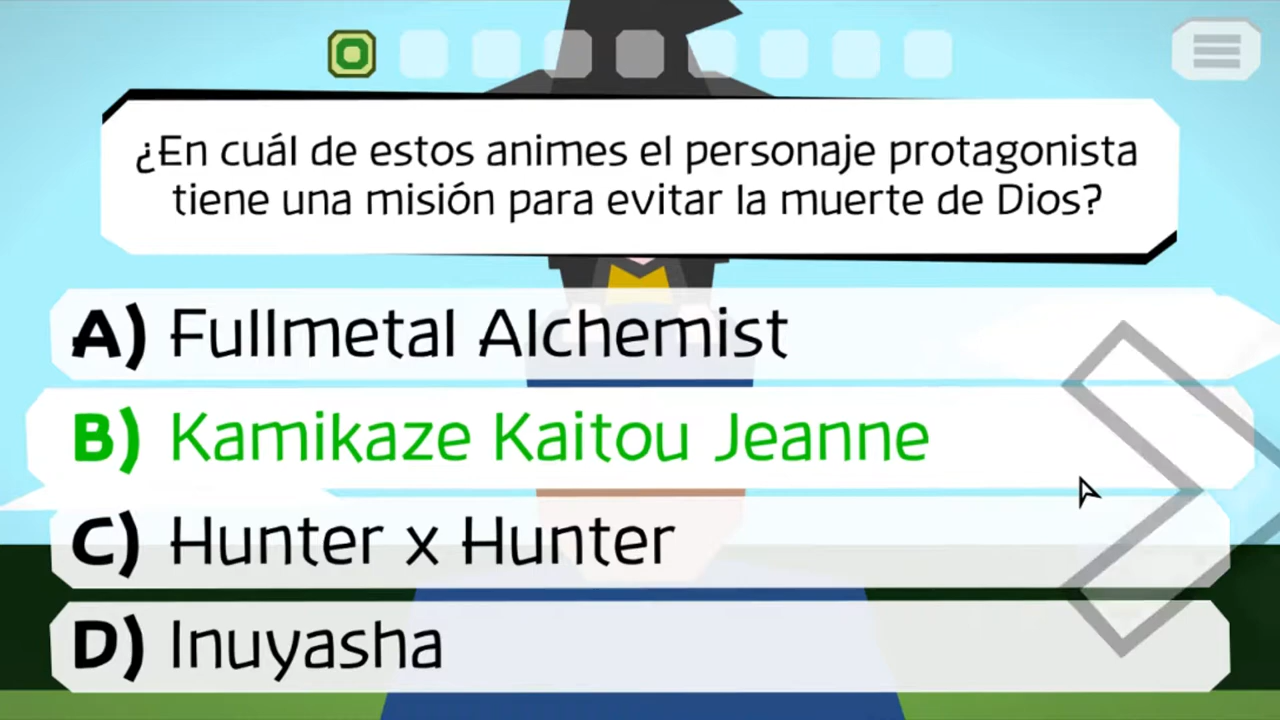 ¿En cuál de estos animes el personaje protagonista
tiene una misión para evitar la muerte de Dios?
A) Fullmetal Alchemist
B) Kamikaze Kaitou Jeanne
C) Hunter x Hunter
D) Inuyasha